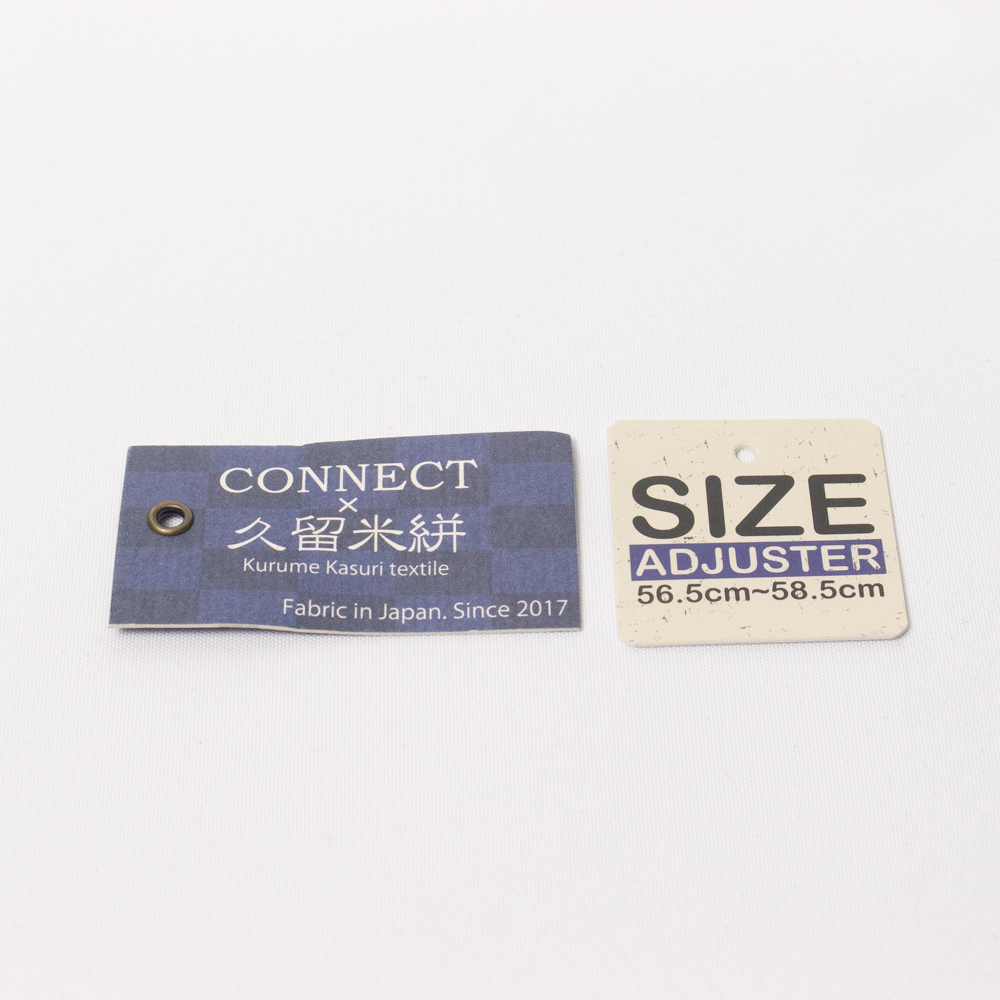 CONNECT
×
久留米絣
Kurume Kasuri textile
Fabric in Japan. Since 2017
SIZE
ADJUSTER
56.5cm~58.5cm